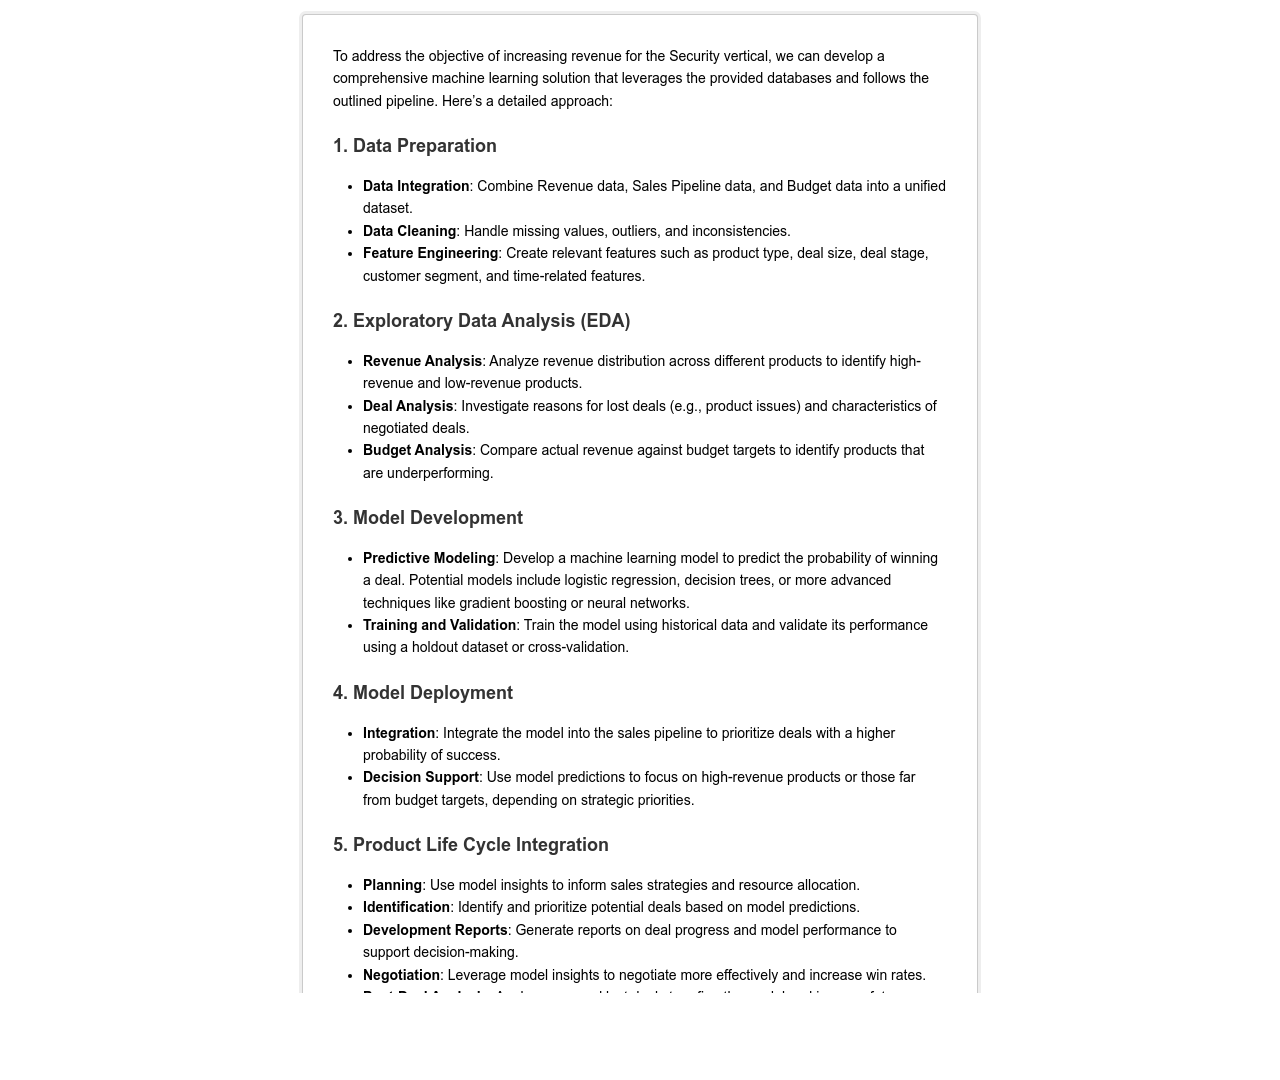 To address the objective of increasing revenue for the Security vertical, we can develop a
comprehensive machine learning solution that leverages the provided databases and follows the
outlined pipeline. Here’s a detailed approach:
1. Data Preparation
• Data Integration: Combine Revenue data, Sales Pipeline data, and Budget data into a unified
dataset.
• Data Cleaning: Handle missing values, outliers, and inconsistencies.
• Feature Engineering: Create relevant features such as product type, deal size, deal stage,
customer segment, and time-related features.
2. Exploratory Data Analysis (EDA)
• Revenue Analysis: Analyze revenue distribution across different products to identify high-
revenue and low-revenue products.
• Deal Analysis: Investigate reasons for lost deals (e.g., product issues) and characteristics of
negotiated deals.
• Budget Analysis: Compare actual revenue against budget targets to identify products that
are underperforming.
3. Model Development
• Predictive Modeling: Develop a machine learning model to predict the probability of winning
a deal. Potential models include logistic regression, decision trees, or more advanced
techniques like gradient boosting or neural networks.
• Training and Validation: Train the model using historical data and validate its performance
using a holdout dataset or cross-validation.
4. Model Deployment
• Integration: Integrate the model into the sales pipeline to prioritize deals with a higher
probability of success.
• Decision Support: Use model predictions to focus on high-revenue products or those far
from budget targets, depending on strategic priorities.
5. Product Life Cycle Integration
• Planning: Use model insights to inform sales strategies and resource allocation.
• Identification: Identify and prioritize potential deals based on model predictions.
• Development Reports: Generate reports on deal progress and model performance to
support decision-making.
• Negotiation: Leverage model insights to negotiate more effectively and increase win rates.